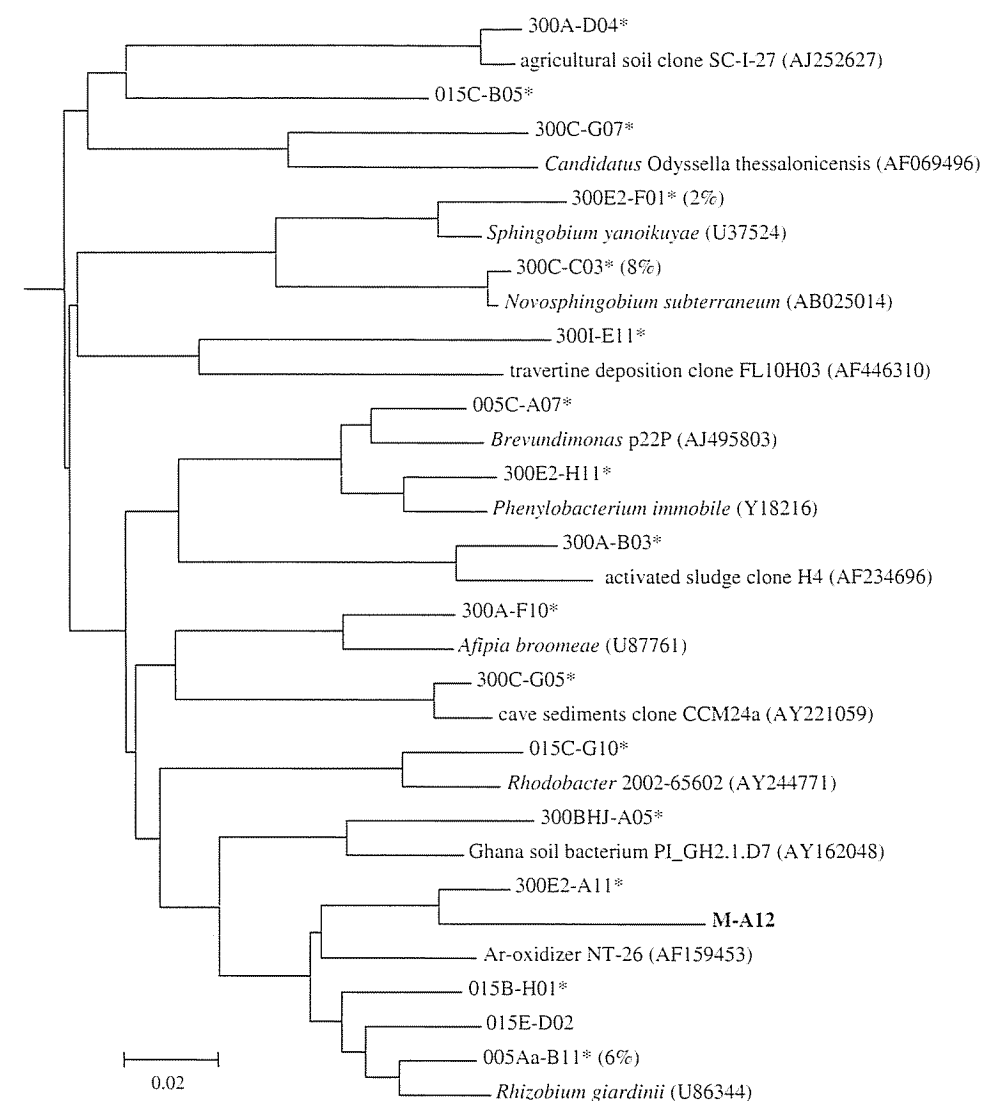 300A-D04*
agricultural soil clone SC-I-27 (AJ252627)
015C-B05*
300C-G07*
Candidatus Odyssella thessalonicensis (AF069496)
300E2-F01* (2%)
Sphingobium yanoikuyae (U37524)
300C-C03* (8%)
Novosphingobium subterraneum (AB025014)
300I-E11*
travertine deposition clone FL10H03 (AF446310)
005C-A07*
Brevundimonas p22P (AJ495803)
300E2-H11*
Phenylobacterium immobile (Y18216)
300A-B03*
activated sludge clone H4 (AF234696)
300A-F10*
Afipia broomeae (U87761)
300C-G05*
cave sediments clone CCM24a (AY221059)
015C-G10*
Rhodobacter 2002-65602 (AY244771)
300BHJ-A05*
Ghana soil bacterium PI_GH2.1.D7 (AY162048)
300E2-A11*
M-A12
Ar-oxidizer NT-26 (AF159453)
015B-H01*
015E-D02
005Aa-B11* (6%)
Rhizobium giardinii (U86344)
0.02